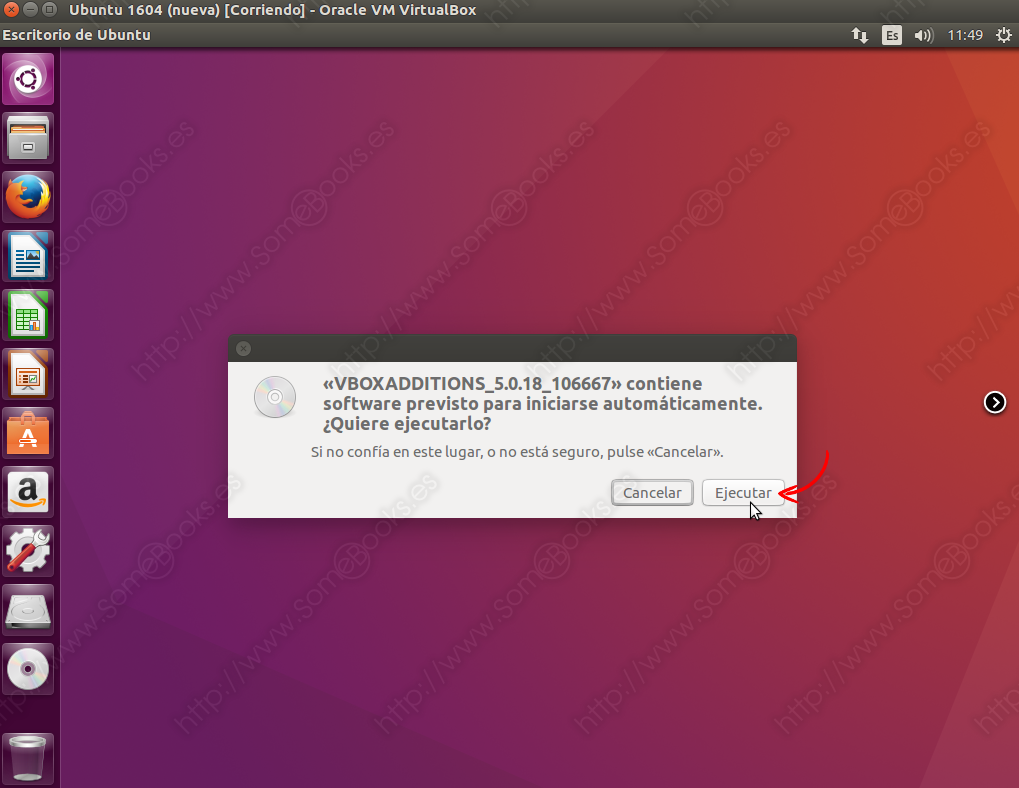 Ubuntu 1604 (nueva) [Corriendo] - Oracle VM VirtualBox
Escritorio de Ubuntu
Es
11:49
«VBOXADDITIONS_5.0.18_106667» contiene
software previsto para iniciarse automáticamente.
¿Quiere ejecutarlo?
Si no confía en este lugar, o no está seguro, pulse «Cancelar».
Cancelar
Ejecutar
http://www.SomeBooks.es